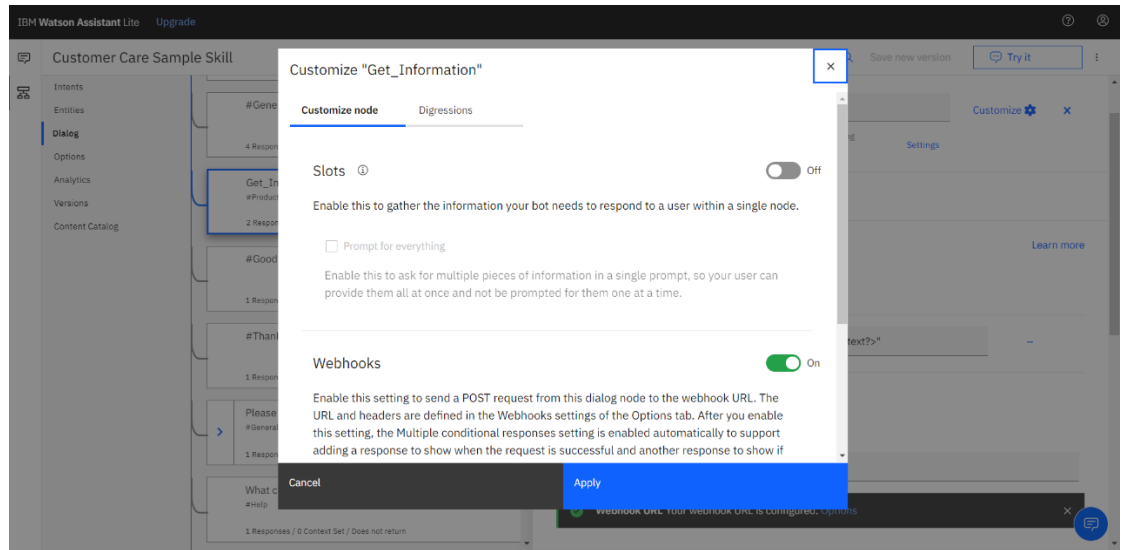 IBM Watson Assistant Lite Upgrade
Customer Care Sample Skill
Save new version
Try it
Intents
Entities
Dialog
Options
Analytics
Versions
Content Catalog
#Gene
4 Respon
Get_In
#Product
2 Respon
#Good
1 Respon
#Thank
1 Respon
Please
#General
1 Respon
What c
#Help
1 Responses / 0 Context Set / Does not return
Customize "Get_Information"
Customize node Digressions
Slots
Off
Enable this to gather the information your bot needs to respond to a user within a single node.
Prompt for everything
Enable this to ask for multiple pieces of information in a single prompt, so your user can
provide them all at once and not be prompted for them one at a time.
Webhooks
On
Enable this setting to send a POST request from this dialog node to the webhook URL. The
URL and headers are defined in the Webhooks settings of the Options tab. After you enable
this setting, the Multiple conditional responses setting is enabled automatically to support
adding a response to show when the request is successful and another response to show if
Cancel
Apply
Customize
Settings
Learn more
text?>"
Webhook URL Your webhook URL is configured. Options